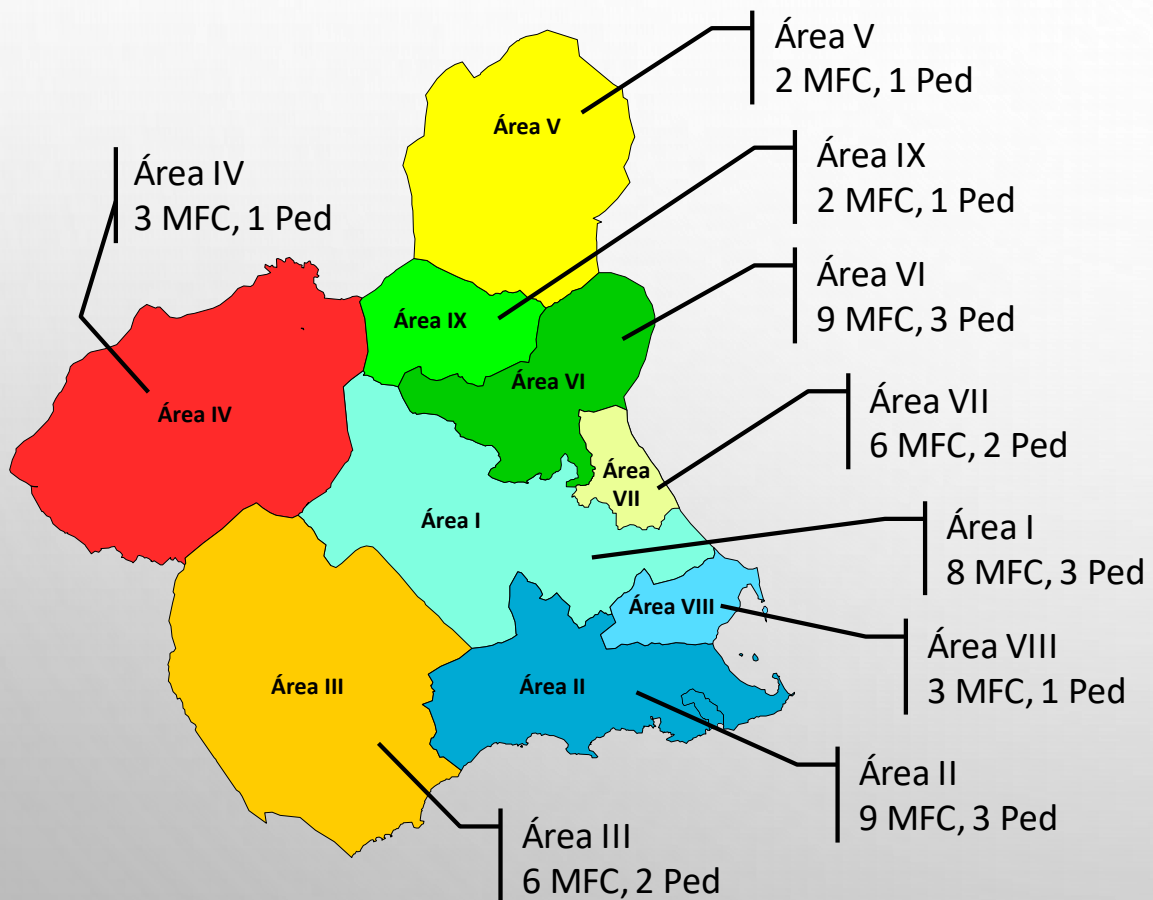 Área V
2 MFC, 1 Ped
Área IX
2 MFC, 1 Ped
Área IV
3 MFC, 1 Ped
Área VI
9 MFC, 3 Ped
Área VII
6 MFC, 2 Ped
Área I
8 MFC, 3 Ped
Área VIII
3 MFC, 1 Ped
Área II
9 MFC, 3 Ped
Área III
6 MFC, 2 Ped
Área V
Área IX
Área VI
Área IV
Área
VII
Área I
Área VIII
Área III
Área II